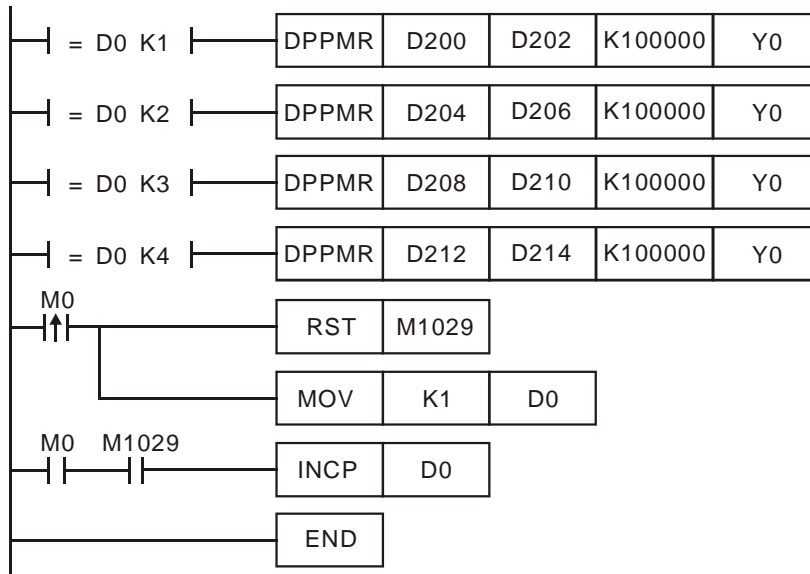 = D0 K1 DPPMR D200 D202 K100000 Y0
= D0 K2 DPPMR D204 D206 K100000 Y0
= D0 K3 DPPMR D208 D210 K100000 Y0
= D0 K4 DPPMR D212 D214 K100000 Y0
M0
RST M1029
MOV K1 D0
M0 M1029
INCP D0
END